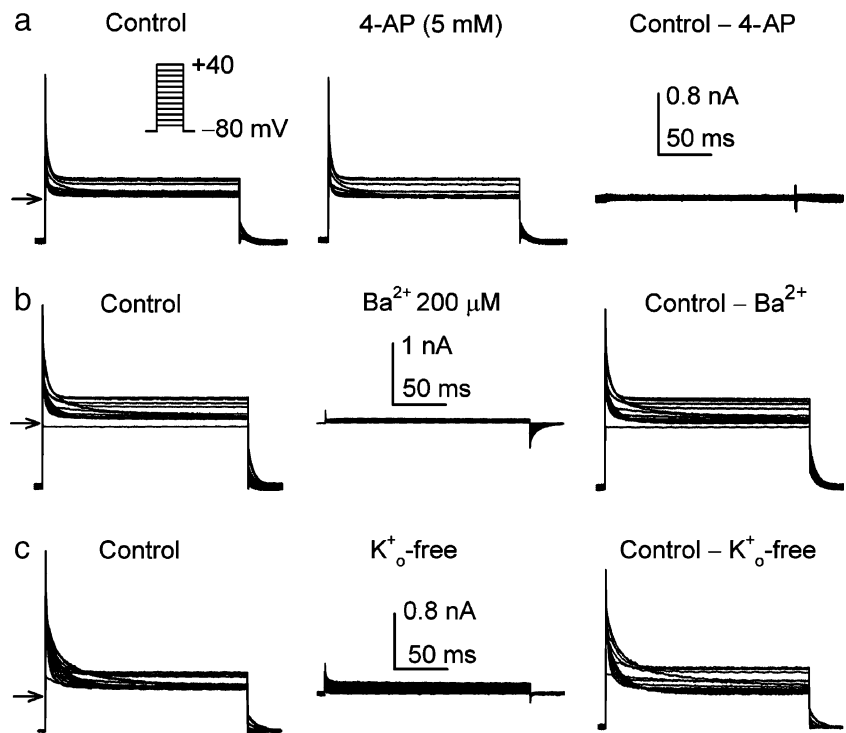 a
Control
4-AP (5 mM)
Control – 4-AP
+40
–80 mV
0.8 nA
50 ms
b
Control
Ba²⁺ 200 μM
Control – Ba²⁺
1 nA
50 ms
c
Control
K⁺ₒ-free
Control – K⁺ₒ-free
0.8 nA
50 ms